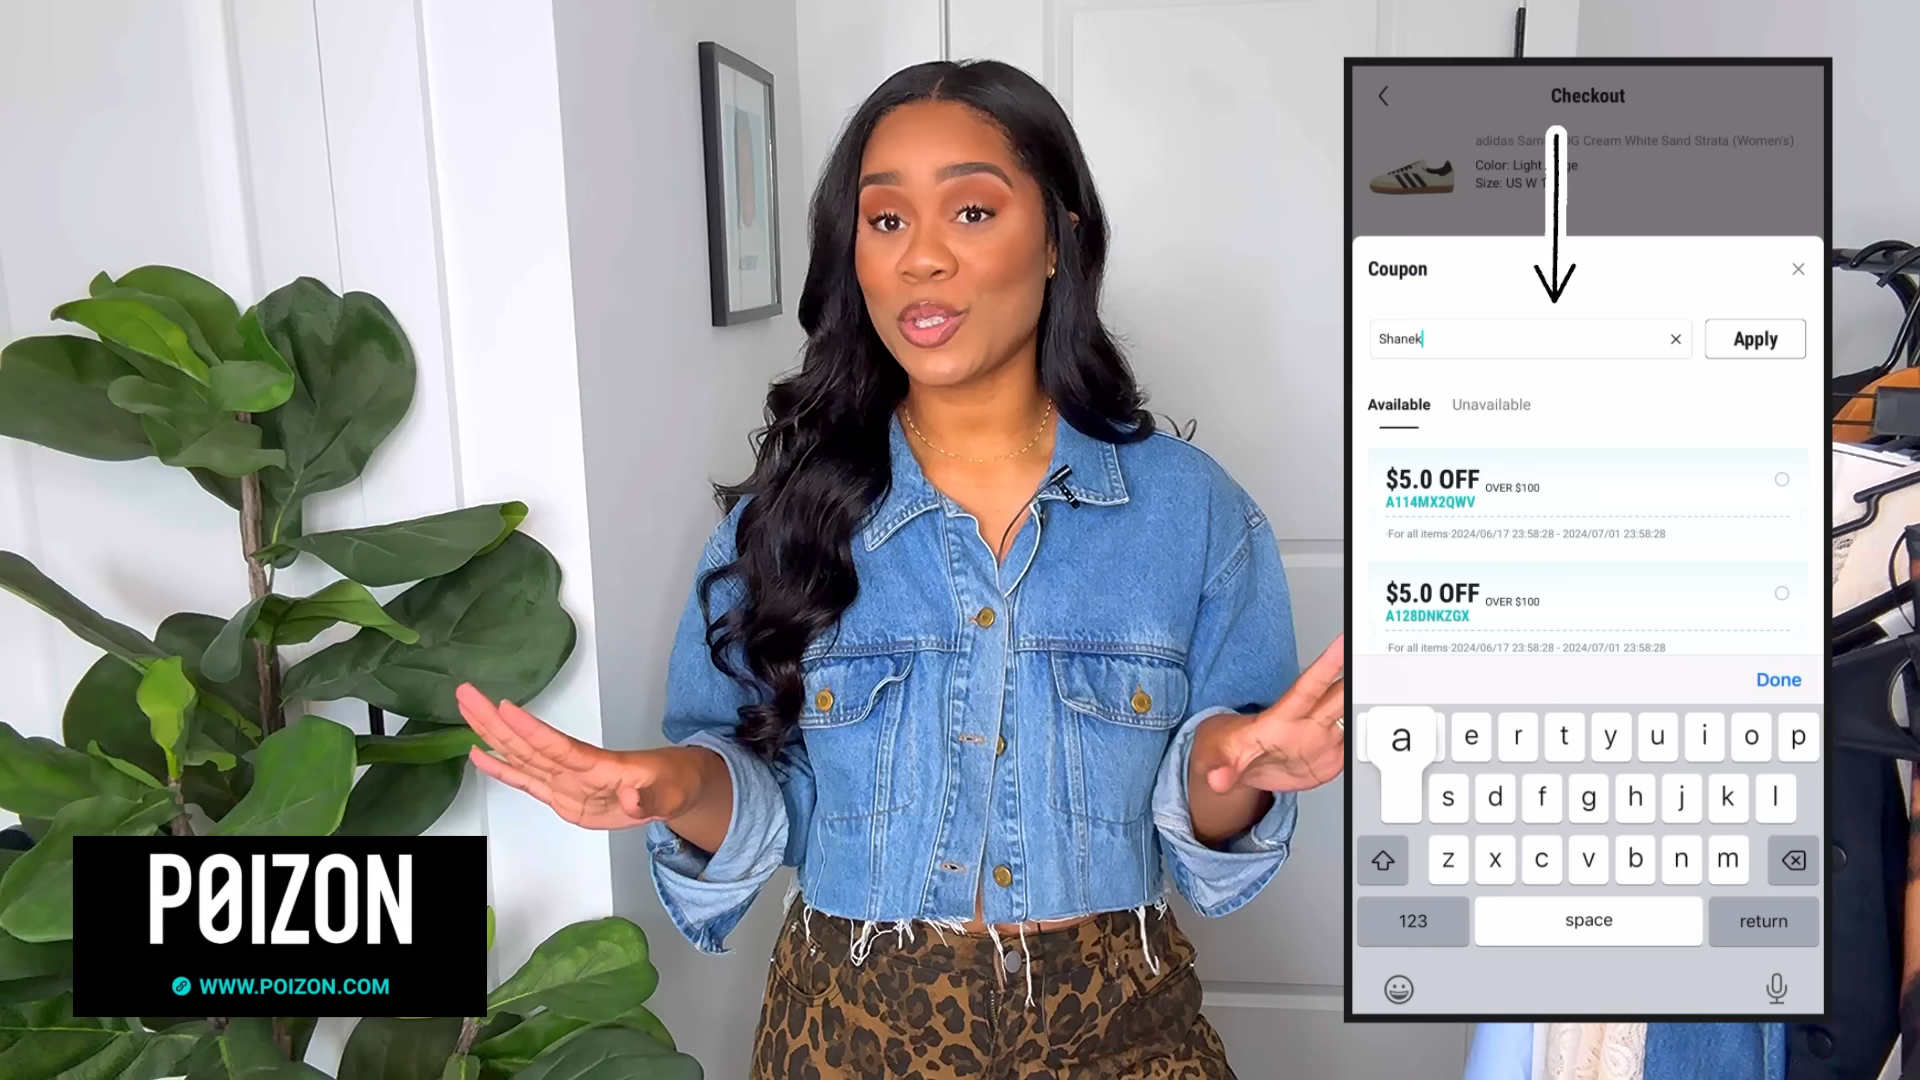 Checkout
adidas Sam OG Cream White Sand Strata (Women's)
Color: Light
Size: US W
Coupon
Shanek
Apply
Available Unavailable
$5.0 OFF OVER $100
A114MX2QWV
·For all items 2024/06/17 23:58:28 - 2024/07/01 23:58:28
$5.0 OFF OVER $100
A128DNKZGX
·For all items 2024/06/17 23:58:28 - 2024/07/01 23:58:28
Done
a e r t y u i o p
s d f g h j k l
z x c v b n m
123 space return
POIZON
WWW.POIZON.COM